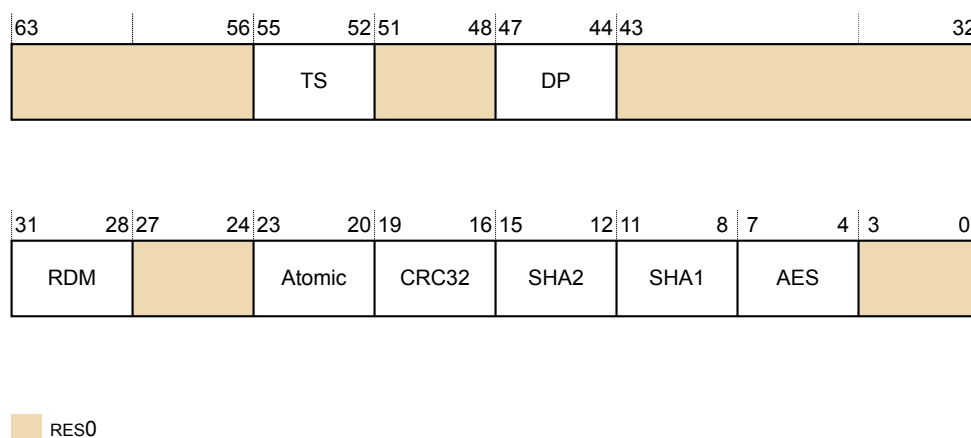 63 56 55 52 51 48 47 44 43 32
TS DP
31 28 27 24 23 20 19 16 15 12 11 8 7 4 3 0
RDM Atomic CRC32 SHA2 SHA1 AES
RES0